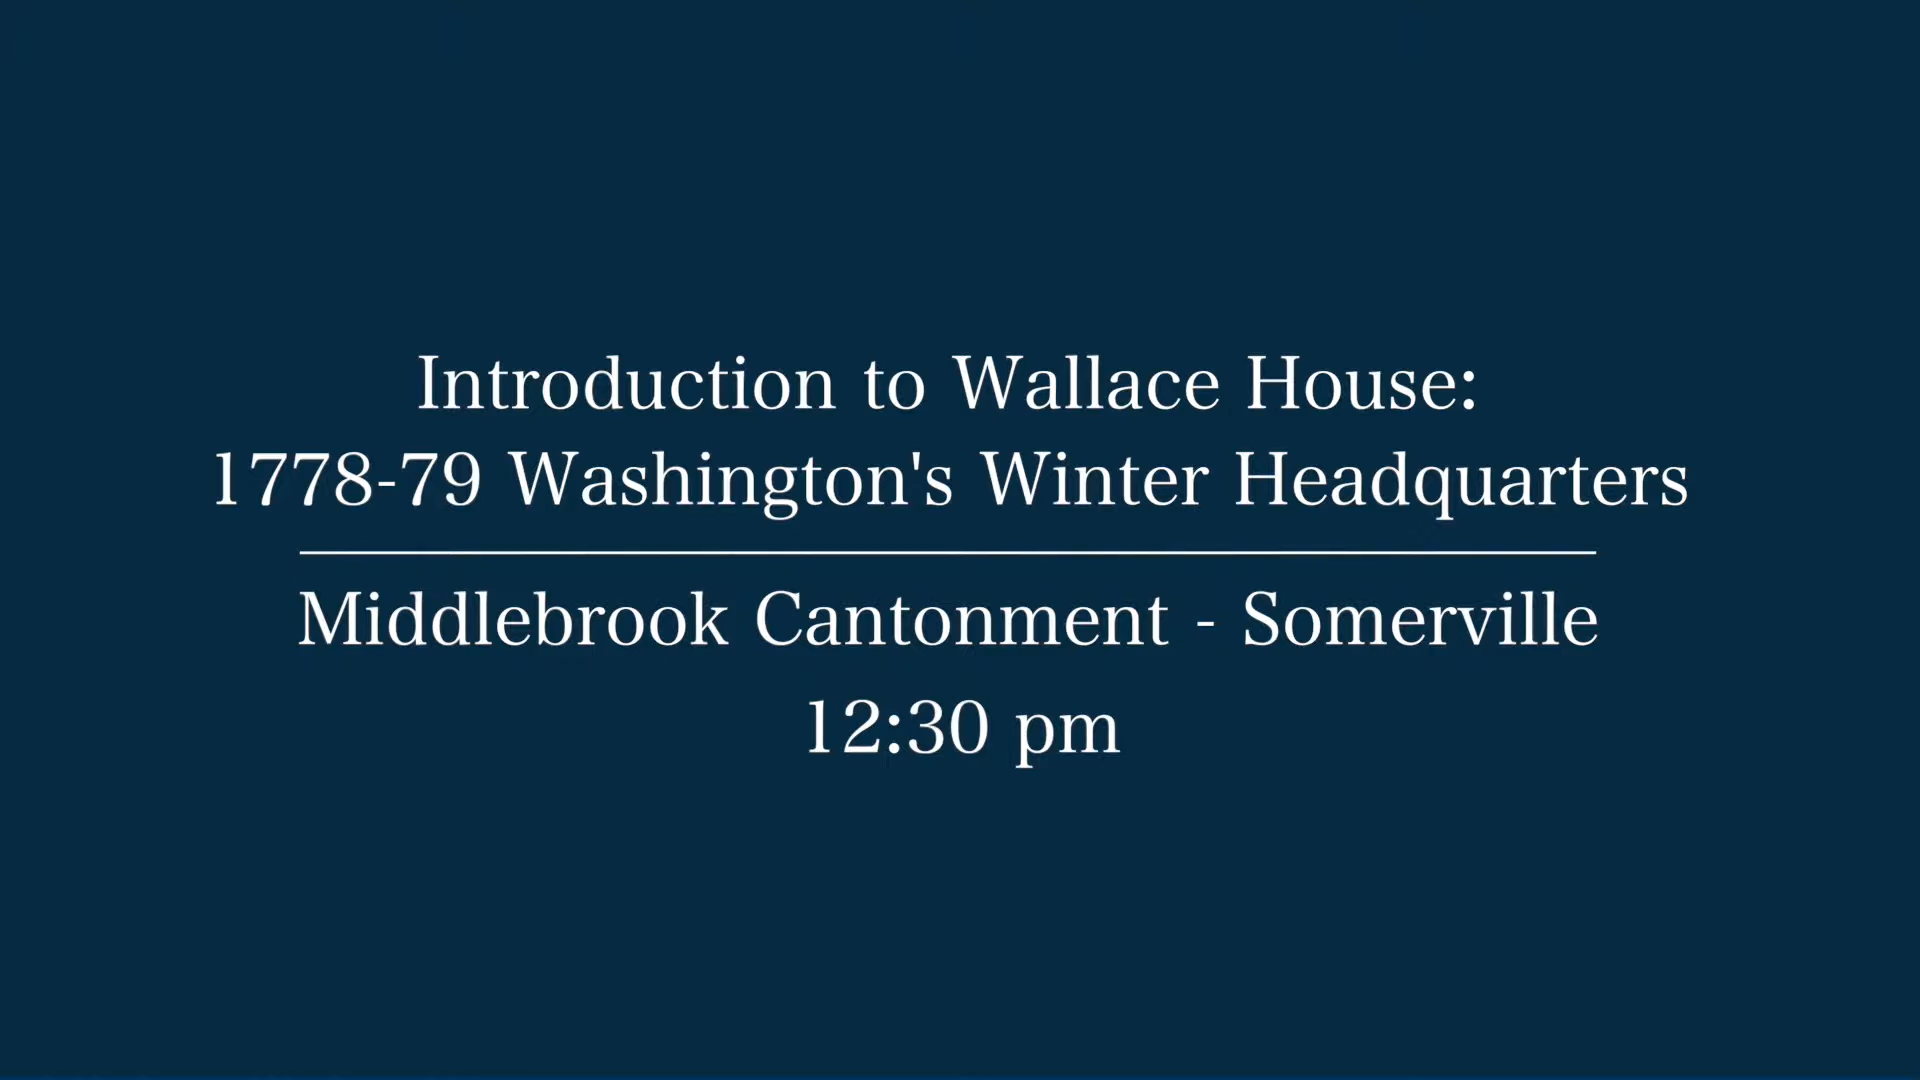 Introduction to Wallace House:
1778-79 Washington's Winter Headquarters
Middlebrook Cantonment - Somerville
12:30 pm